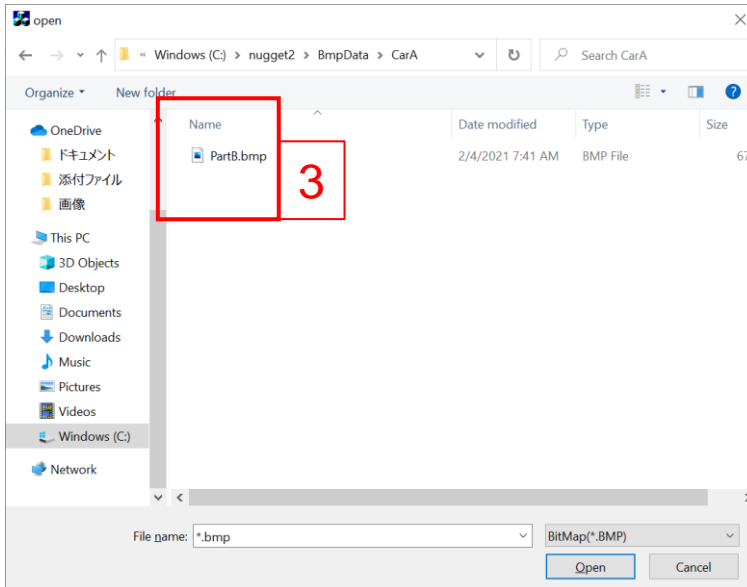 open
« Windows (C:) > nugget2 > BmpData > CarA
Search CarA
Organize
New folder
Name
Date modified
Type
Size
PartB.bmp
2/4/2021 7:41 AM
BMP File
67
3
OneDrive
ドキュメント
添付ファイル
画像
This PC
3D Objects
Desktop
Documents
Downloads
Music
Pictures
Videos
Windows (C:)
Network
File name:
*.bmp
BitMap(*.BMP)
Open
Cancel